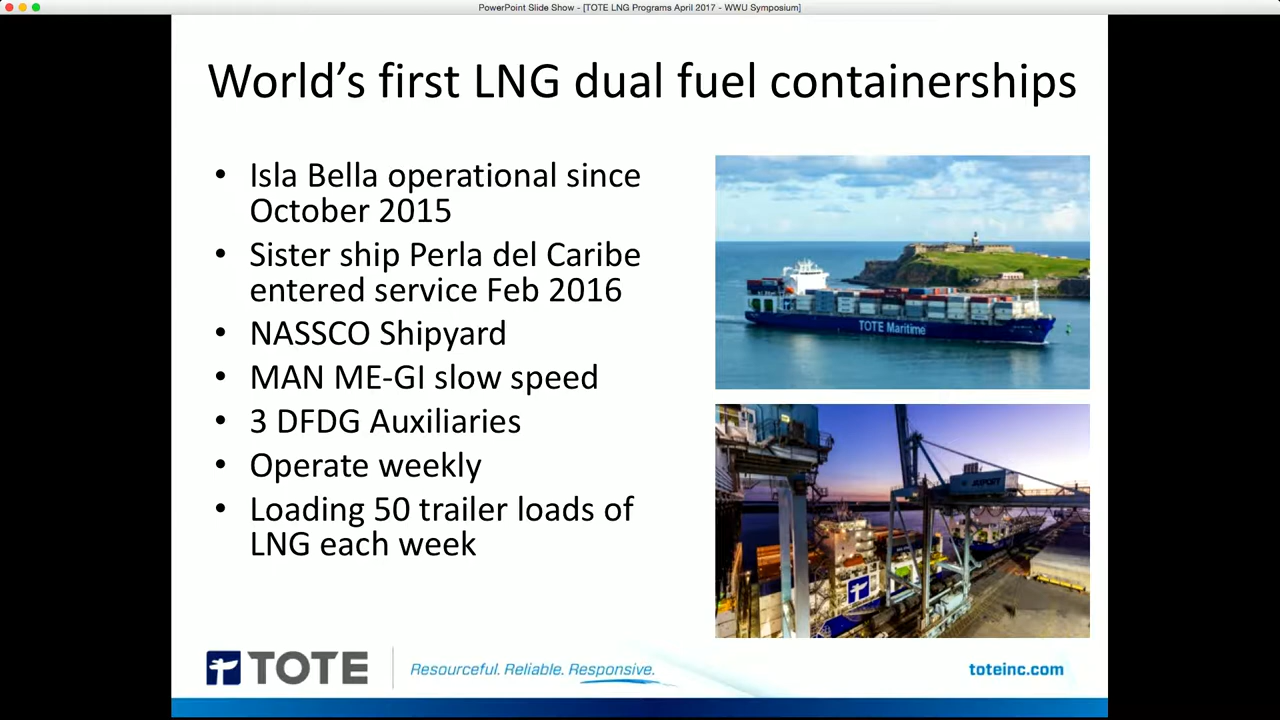 PowerPoint Slide Show - [TOTE LNG Programs April 2017 - WWU Symposium]
World's first LNG dual fuel containerships
• Isla Bella operational since
October 2015
• Sister ship Perla del Caribe
entered service Feb 2016
• NASSCO Shipyard
• MAN ME-GI slow speed
• 3 DFDG Auxiliaries
• Operate weekly
• Loading 50 trailer loads of
LNG each week
TOTE Maritime
JAXPORT
TOTE
Resourceful. Reliable. Responsive.
toteinc.com